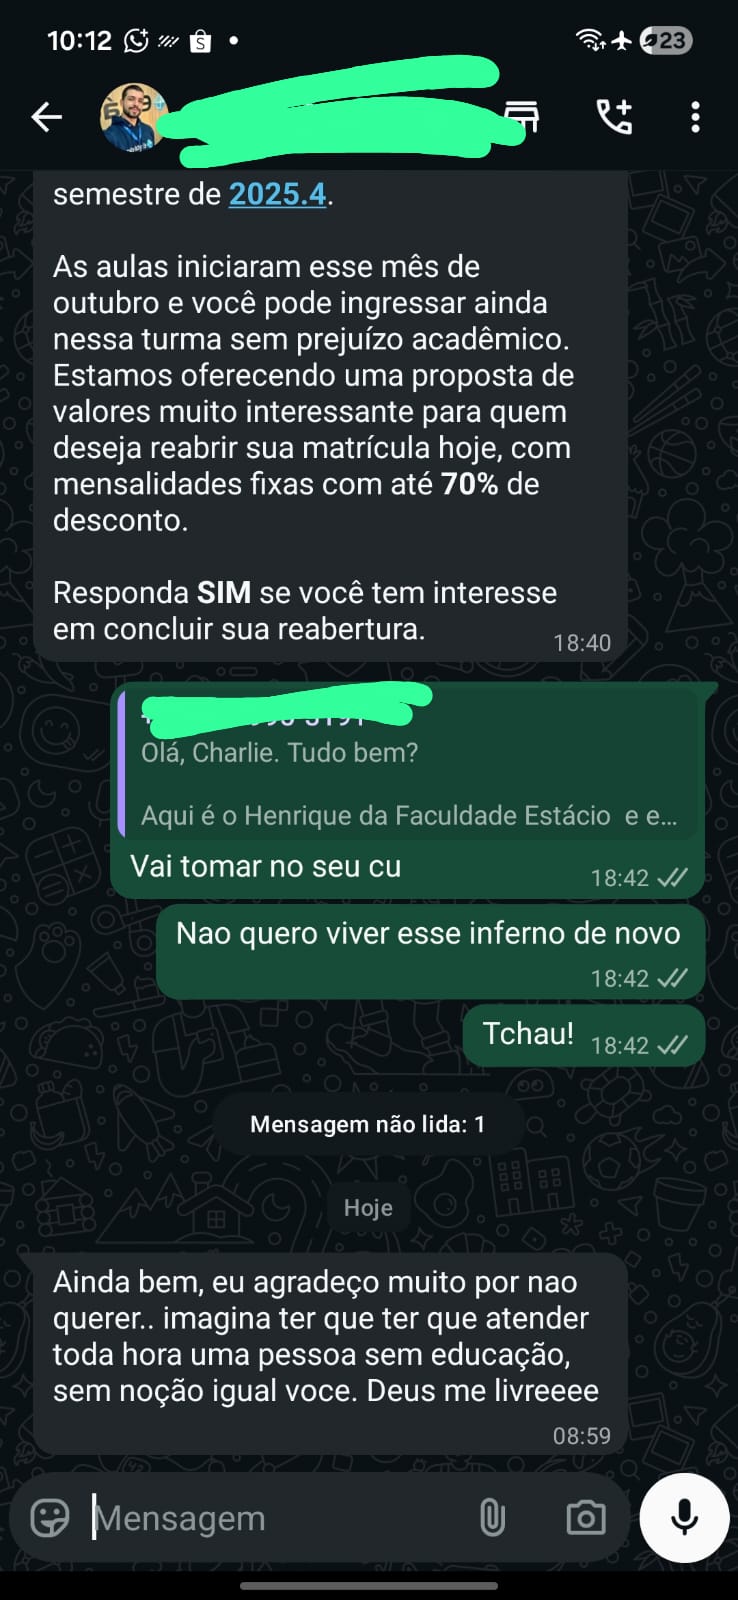 10:12
23
semestre de 2025.4.
As aulas iniciaram esse mês de
outubro e você pode ingressar ainda
nessa turma sem prejuízo acadêmico.
Estamos oferecendo uma proposta de
valores muito interessante para quem
deseja reabrir sua matrícula hoje, com
mensalidades fixas com até 70% de
desconto.
Responda SIM se você tem interesse
em concluir sua reabertura.
18:40
Olá, Charlie. Tudo bem?
Aqui é o Henrique da Faculdade Estácio e e...
Vai tomar no seu cu
18:42
Nao quero viver esse inferno de novo
18:42
Tchau!
18:42
Mensagem não lida: 1
Hoje
Ainda bem, eu agradeço muito por nao
querer.. imagina ter que ter que atender
toda hora uma pessoa sem educação,
sem noção igual voce. Deus me livreeee
08:59
Mensagem